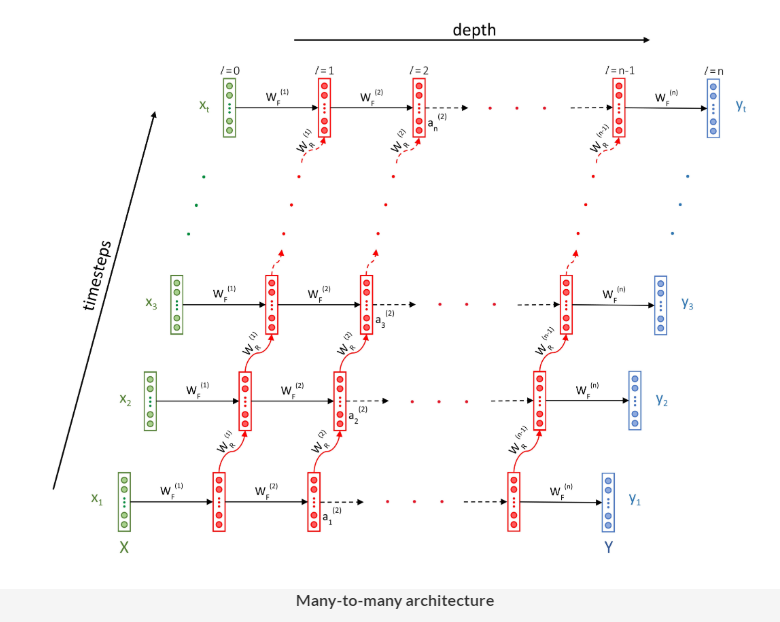 depth
l=0 l=1 l=2 l=n-1 l=n
x_t W_F^(1) W_F^(2) W_F^(n) y_t
a_n^(2)
W_R^(1) W_R^(2) W_R^(n-1)
timesteps
x_3 W_F^(1) W_F^(2) W_F^(n) y_3
a_3^(2)
W_R^(1) W_R^(2) W_R^(n-1)
x_2 W_F^(1) W_F^(2) W_F^(n) y_2
a_2^(2)
W_R^(1) W_R^(2) W_R^(n-1)
x_1 W_F^(1) W_F^(2) W_F^(n) y_1
a_1^(2)
X Y
Many-to-many architecture